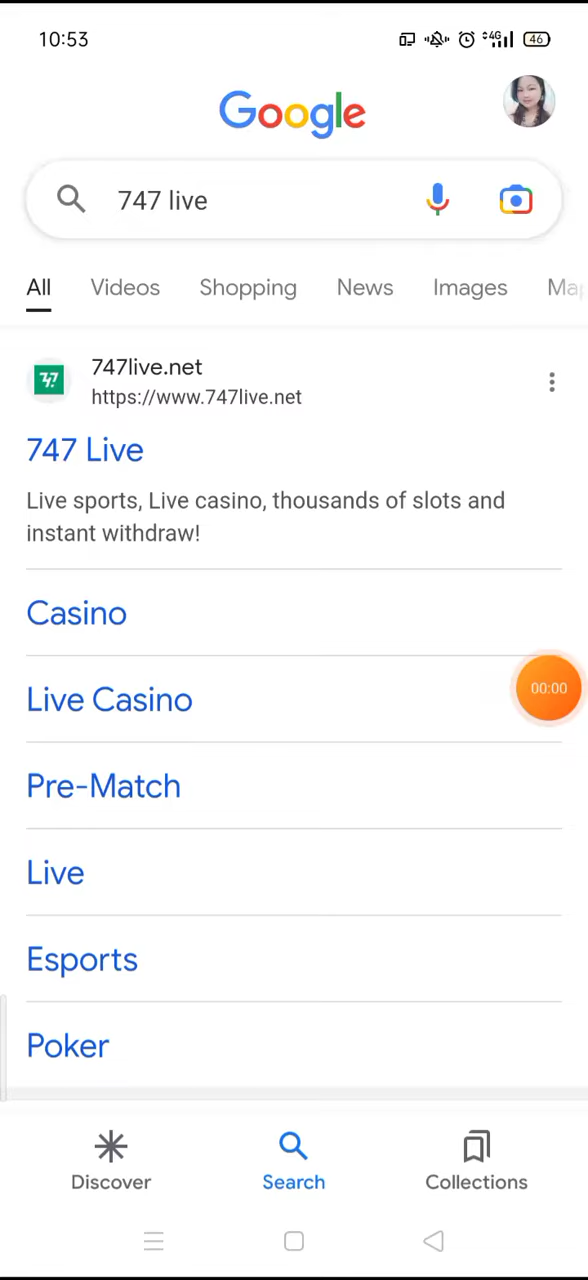 10:53
4G
46
Google
747 live
All Videos Shopping News Images
747live.net
https://www.747live.net
747 Live
Live sports, Live casino, thousands of slots and
instant withdraw!
Casino
Live Casino
00:00
Pre-Match
Live
Esports
Poker
Discover Search Collections